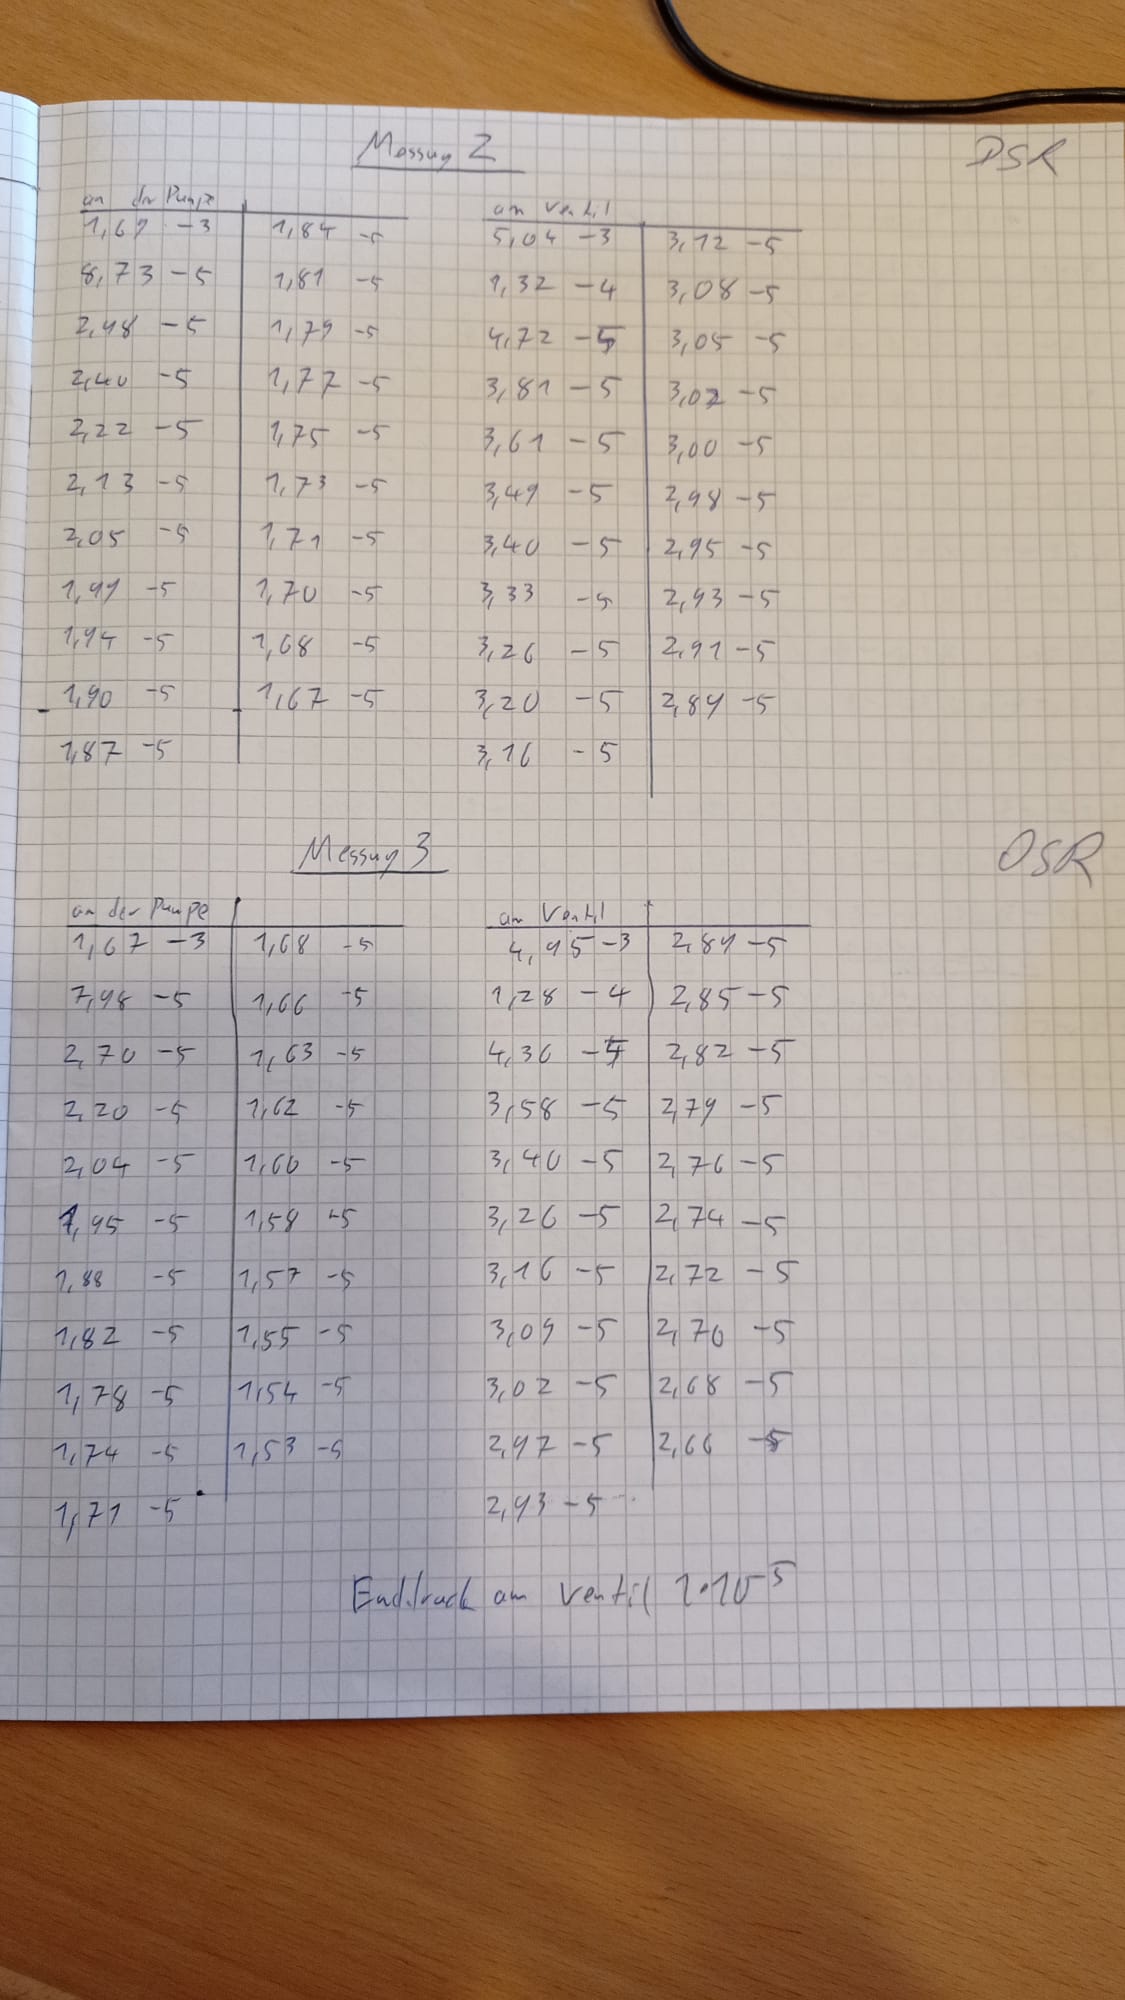 Messung 2 DSR
an der Pumpe am Ventil
1,69 -3 1,84 -5 5,04 -3 3,12 -5
8,73 -5 1,81 -5 1,32 -4 3,08 -5
2,48 -5 1,79 -5 4,72 -5 3,05 -5
2,40 -5 1,77 -5 3,81 -5 3,02 -5
2,22 -5 1,75 -5 3,61 -5 3,00 -5
2,13 -5 1,73 -5 3,49 -5 2,98 -5
2,05 -5 1,71 -5 3,40 -5 2,95 -5
1,99 -5 1,70 -5 3,33 -5 2,93 -5
1,94 -5 1,68 -5 3,26 -5 2,91 -5
1,90 -5 1,67 -5 3,20 -5 2,89 -5
1,87 -5 3,16 -5
Messung 3 DSR
an der Pumpe am Ventil
1,67 -3 1,68 -5 4,95 -3 2,89 -5
7,98 -5 1,66 -5 1,28 -4 2,85 -5
2,70 -5 1,63 -5 4,36 2,82 -5
2,20 -5 1,62 -5 3,58 -5 2,79 -5
2,04 -5 1,60 -5 3,40 -5 2,76 -5
1,95 -5 1,58 -5 3,26 -5 2,74 -5
1,88 -5 1,57 -5 3,16 -5 2,72 -5
1,82 -5 1,55 -5 3,09 -5 2,70 -5
1,78 -5 1,54 -5 3,02 -5 2,68 -5
1,74 -5 1,53 -5 2,97 -5 2,66 -5
1,71 -5 2,93 -5
Enddruck am Ventil 1·10⁻⁵